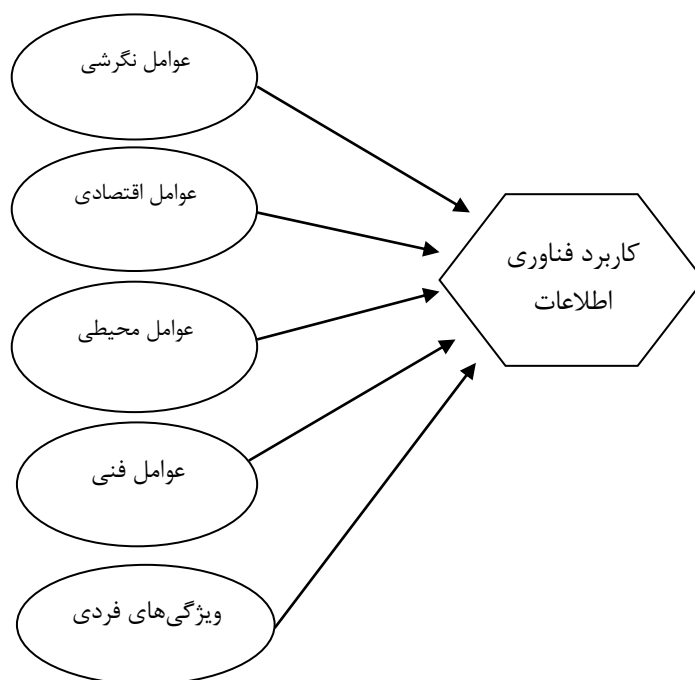 عوامل نگرشی
عوامل اقتصادی
عوامل محیطی
عوامل فنی
ویژگی‌های فردی
کاربرد فناوری
اطلاعات